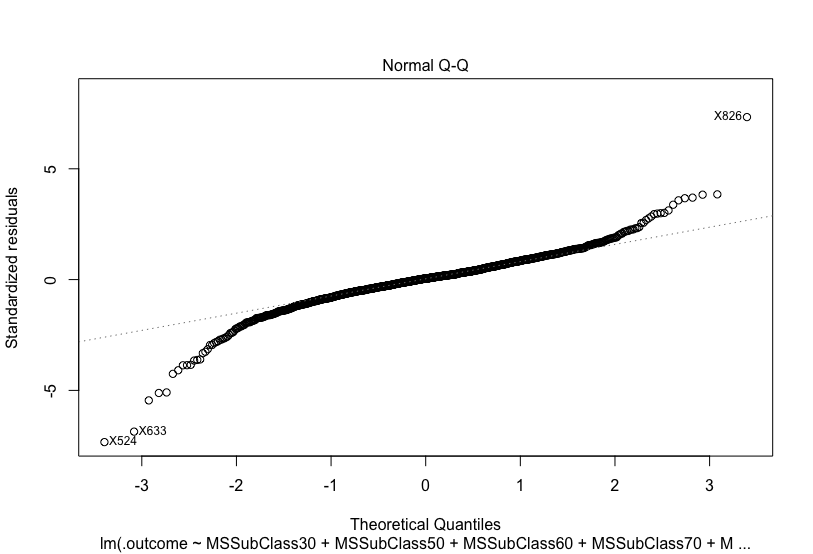 Normal Q-Q
X826
5
0
-5
Standardized residuals
X633
X524
-3 -2 -1 0 1 2 3
Theoretical Quantiles
lm(.outcome ~ MSSubClass30 + MSSubClass50 + MSSubClass60 + MSSubClass70 + M ...